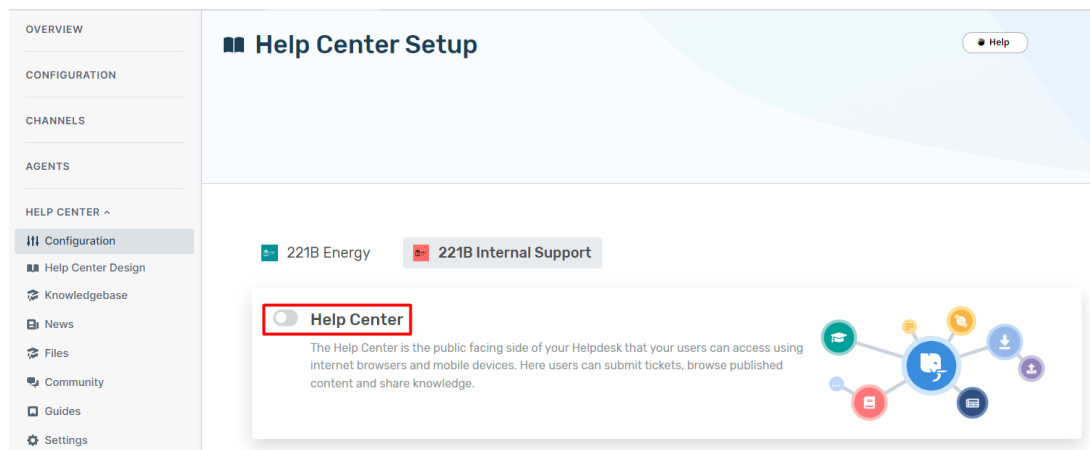 OVERVIEW
CONFIGURATION
CHANNELS
AGENTS
HELP CENTER
Configuration
Help Center Design
Knowledgebase
News
Files
Community
Guides
Settings
Help Center Setup
Help
221B Energy
221B Internal Support
Help Center
The Help Center is the public facing side of your Helpdesk that your users can access using
internet browsers and mobile devices. Here users can submit tickets, browse published
content and share knowledge.